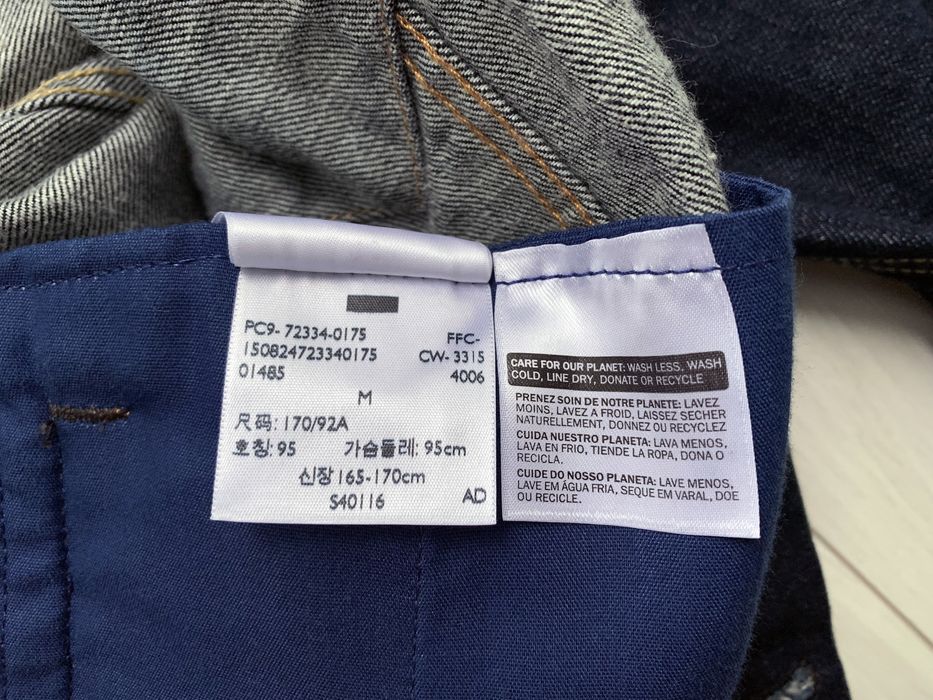 PC9- 72334-0175
150824723340175
01485
FFC-
CW- 3315
4006
M
尺码: 170/92A
호칭: 95 가슴둘레: 95cm
신장 165-170cm
S40116
AD
CARE FOR OUR PLANET: WASH LESS, WASH
COLD, LINE DRY, DONATE OR RECYCLE
PRENEZ SOIN DE NOTRE PLANETE: LAVEZ
MOINS, LAVEZ A FROID, LAISSEZ SECHER
NATURELLEMENT, DONNEZ OU RECYCLEZ
CUIDA NUESTRO PLANETA: LAVA MENOS,
LAVA EN FRIO, TIENDE LA ROPA, DONA O
RECICLA.
CUIDE DO NOSSO PLANETA: LAVE MENOS,
LAVE EM ÁGUA FRIA, SEQUE EM VARAL, DOE
OU RECICLE.